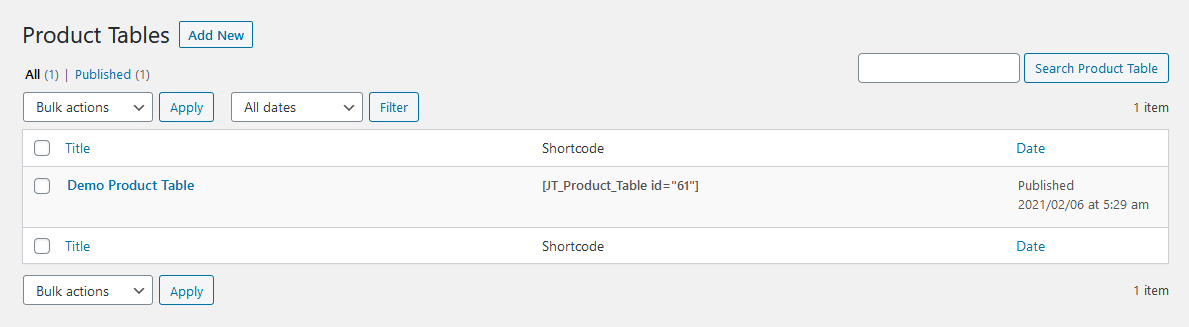 Product Tables Add New
All (1) | Published (1)
Search Product Table
Bulk actions Apply All dates Filter 1 item
Title Shortcode Date
Demo Product Table [JT_Product_Table id="61"] Published
2021/02/06 at 5:29 am
Title Shortcode Date
Bulk actions Apply 1 item